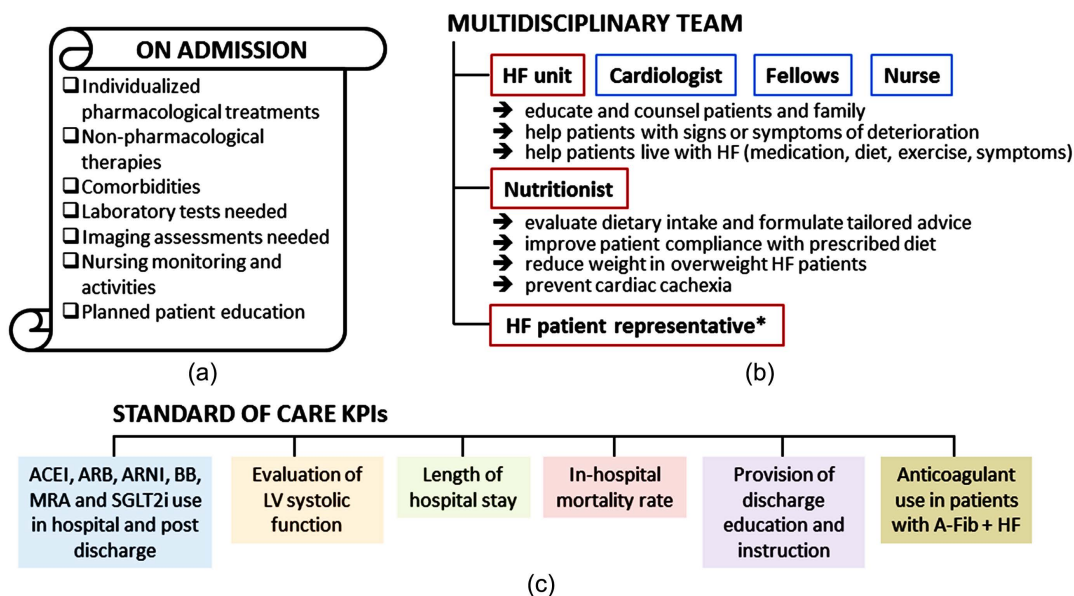 ON ADMISSION
❑Individualized
pharmacological treatments
❑Non-pharmacological
therapies
❑Comorbidities
❑Laboratory tests needed
❑Imaging assessments needed
❑Nursing monitoring and
activities
❑Planned patient education
(a)
MULTIDISCIPLINARY TEAM
HF unit Cardiologist Fellows Nurse
➔ educate and counsel patients and family
➔ help patients with signs or symptoms of deterioration
➔ help patients live with HF (medication, diet, exercise, symptoms)
Nutritionist
➔ evaluate dietary intake and formulate tailored advice
➔ improve patient compliance with prescribed diet
➔ reduce weight in overweight HF patients
➔ prevent cardiac cachexia
HF patient representative*
(b)
STANDARD OF CARE KPIs
ACEI, ARB, ARNI, BB,
MRA and SGLT2i use
in hospital and post
discharge
Evaluation of
LV systolic
function
Length of
hospital stay
In-hospital
mortality rate
Provision of
discharge
education and
instruction
Anticoagulant
use in patients
with A-Fib + HF
(c)